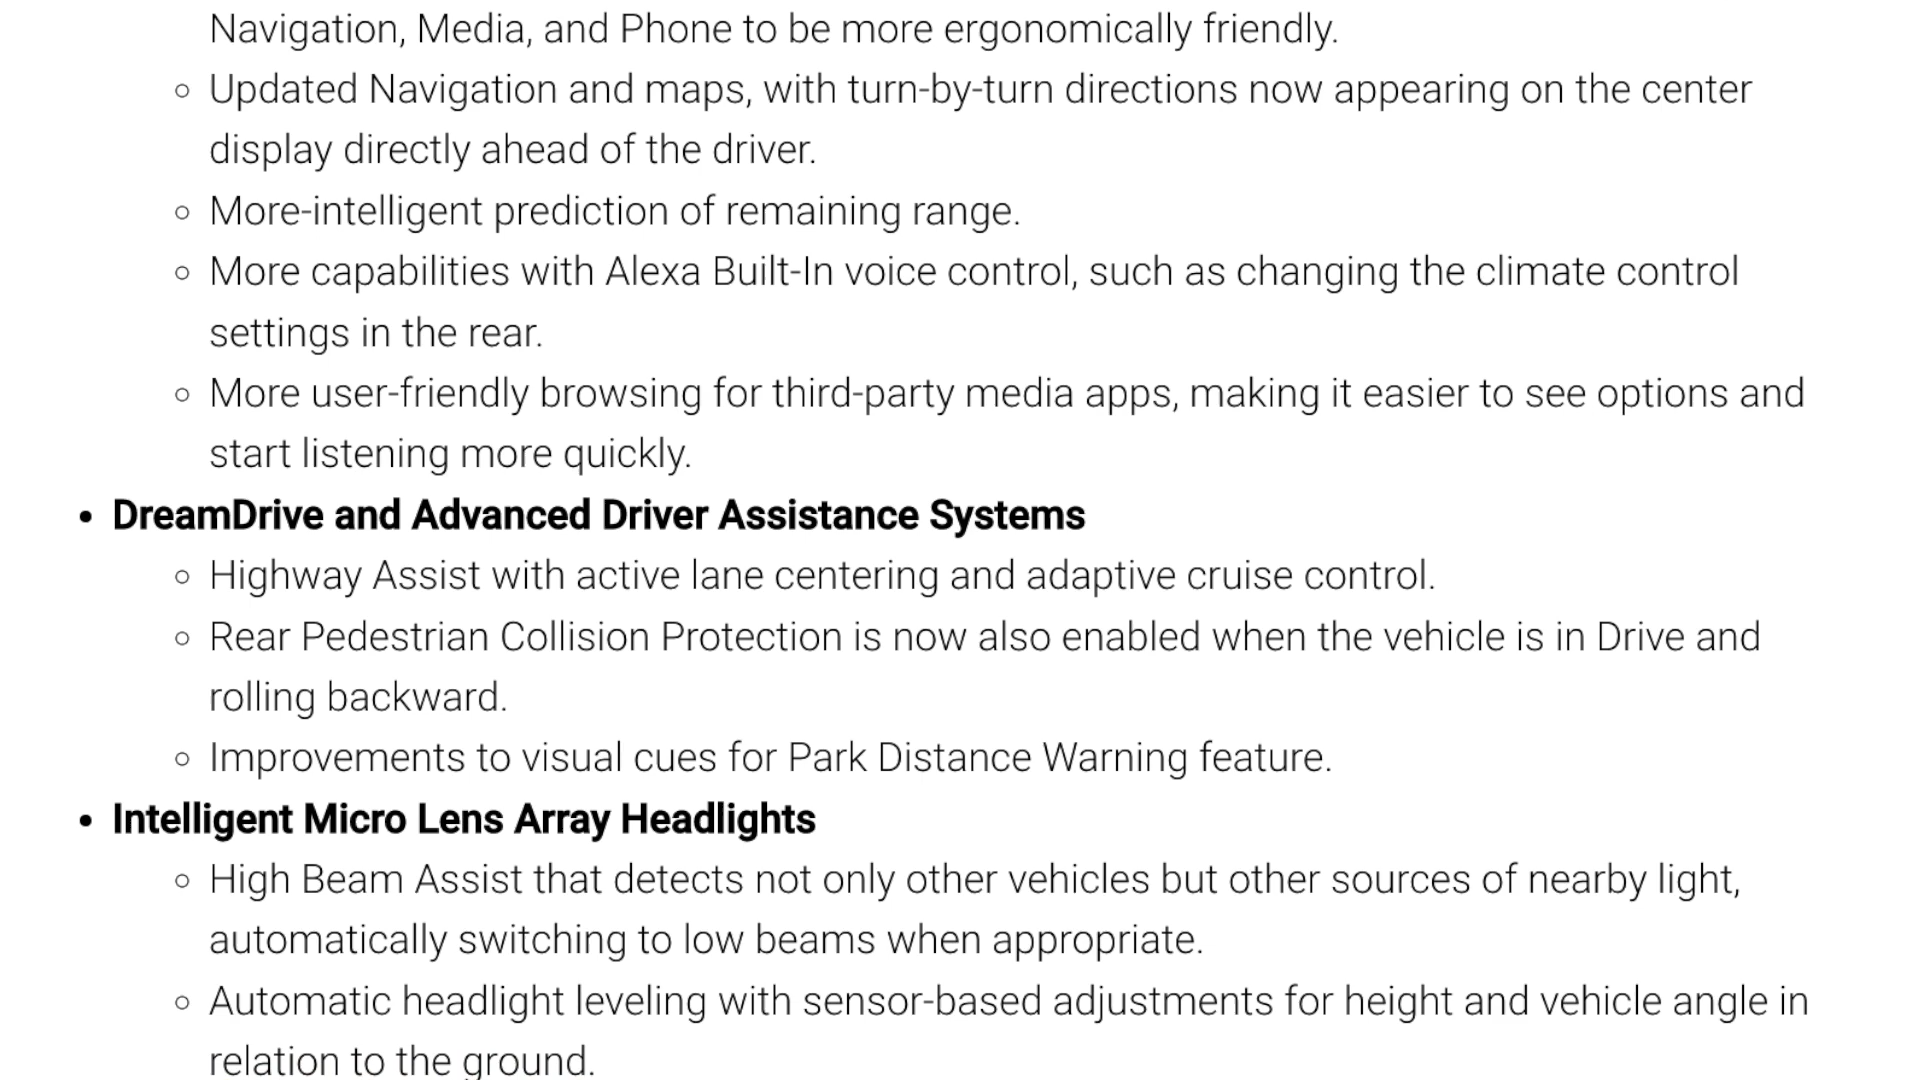 Navigation, Media, and Phone to be more ergonomically friendly.
○ Updated Navigation and maps, with turn-by-turn directions now appearing on the center
display directly ahead of the driver.
○ More-intelligent prediction of remaining range.
○ More capabilities with Alexa Built-In voice control, such as changing the climate control
settings in the rear.
○ More user-friendly browsing for third-party media apps, making it easier to see options and
start listening more quickly.
• DreamDrive and Advanced Driver Assistance Systems
○ Highway Assist with active lane centering and adaptive cruise control.
○ Rear Pedestrian Collision Protection is now also enabled when the vehicle is in Drive and
rolling backward.
○ Improvements to visual cues for Park Distance Warning feature.
• Intelligent Micro Lens Array Headlights
○ High Beam Assist that detects not only other vehicles but other sources of nearby light,
automatically switching to low beams when appropriate.
○ Automatic headlight leveling with sensor-based adjustments for height and vehicle angle in
relation to the ground.